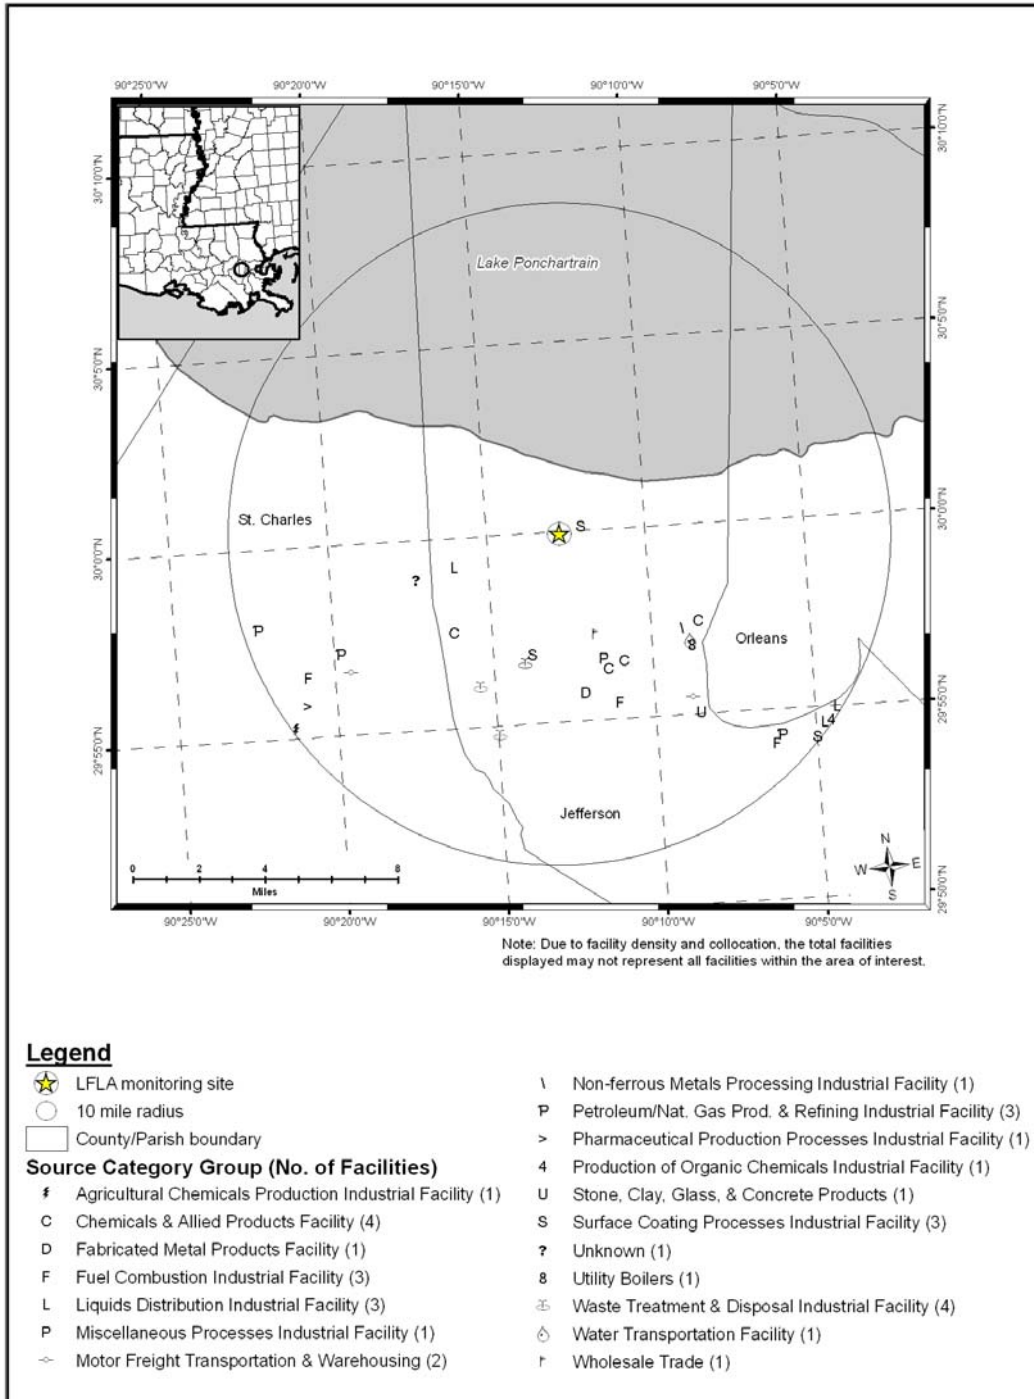 90°25'0"W 90°20'0"W 90°15'0"W 90°10'0"W 90°5'0"W
30°10'0"N
30°10'0"N
Lake Ponchartrain
30°5'0"N
30°5'0"N
30°0'0"N
S
St. Charles
30°0'0"N
L
?
C
\
P
C
Orleans
8
P
S
P
C
C
F
D
F
29°55'0"N
>
U
L
L
4
P
F
S
29°55'0"N
Jefferson
N
W E
S
0 2 4 6 8
Miles
29°50'0"N
90°25'0"W 90°20'0"W 90°15'0"W 90°10'0"W 90°5'0"W
Note: Due to facility density and collocation, the total facilities
displayed may not represent all facilities within the area of interest.
Legend
LFLA monitoring site
10 mile radius
County/Parish boundary
Source Category Group (No. of Facilities)
Agricultural Chemicals Production Industrial Facility (1)
C Chemicals & Allied Products Facility (4)
D Fabricated Metal Products Facility (1)
F Fuel Combustion Industrial Facility (3)
L Liquids Distribution Industrial Facility (3)
P Miscellaneous Processes Industrial Facility (1)
Motor Freight Transportation & Warehousing (2)
\ Non-ferrous Metals Processing Industrial Facility (1)
P Petroleum/Nat. Gas Prod. & Refining Industrial Facility (3)
> Pharmaceutical Production Processes Industrial Facility (1)
4 Production of Organic Chemicals Industrial Facility (1)
U Stone, Clay, Glass, & Concrete Products (1)
S Surface Coating Processes Industrial Facility (3)
? Unknown (1)
8 Utility Boilers (1)
Waste Treatment & Disposal Industrial Facility (4)
Water Transportation Facility (1)
Wholesale Trade (1)